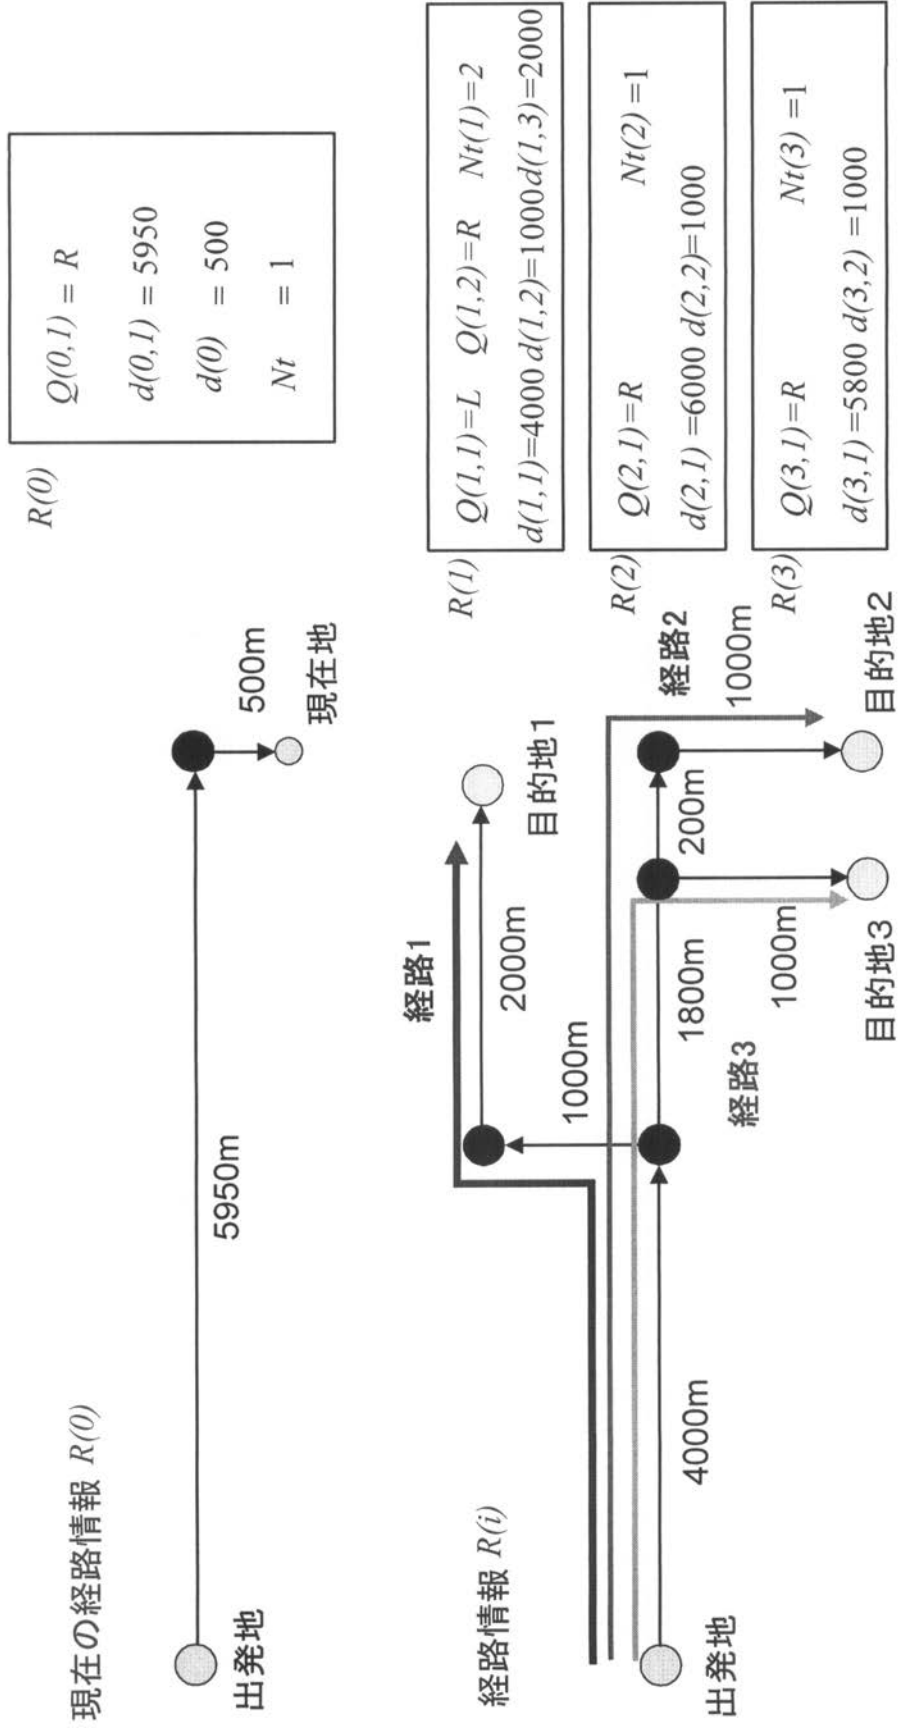 現在の経路情報 R(0)
出発地
5950m
500m
現在地
R(0)
Q(0,1) = R
d(0,1) = 5950
d(0) = 500
Nt = 1
経路情報 R(i)
出発地
4000m
経路1
1000m
2000m
目的地1
経路3
1800m
200m
経路2
1000m
目的地3
1000m
目的地2
R(1)
Q(1,1)=L Q(1,2)=R Nt(1)=2
d(1,1)=4000 d(1,2)=1000d(1,3)=2000
R(2)
Q(2,1)=R Nt(2)=1
d(2,1) =6000 d(2,2)=1000
R(3)
Q(3,1)=R Nt(3) =1
d(3,1) =5800 d(3,2) =1000